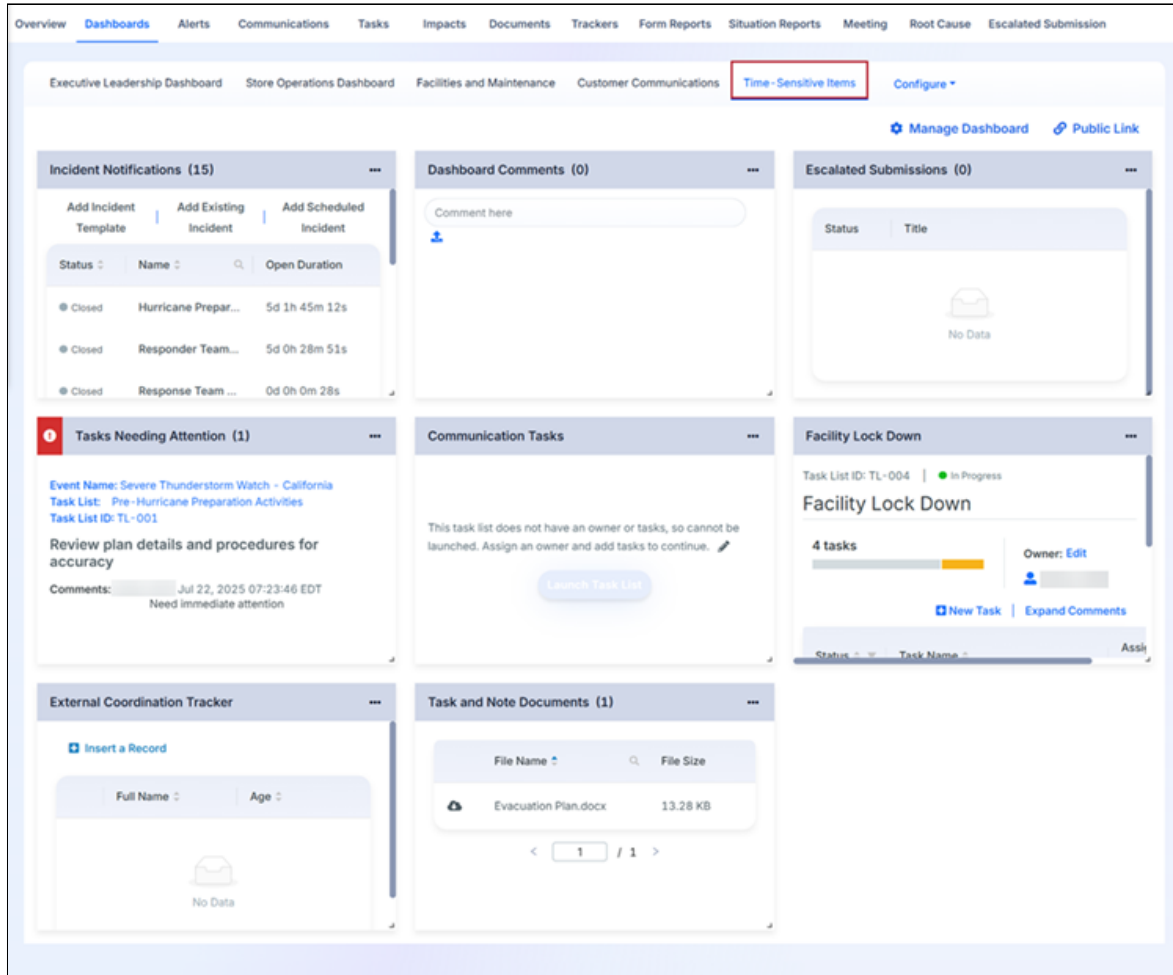 Overview Dashboards Alerts Communications Tasks Impacts Documents Trackers Form Reports Situation Reports Meeting Root Cause Escalated Submission
Executive Leadership Dashboard Store Operations Dashboard Facilities and Maintenance Customer Communications Time-Sensitive Items Configure
Manage Dashboard Public Link
Incident Notifications (15)
Add Incident Template | Add Existing Incident | Add Scheduled Incident
Status Name Open Duration
Closed Hurricane Prepar... 5d 1h 45m 12s
Closed Responder Team... 5d 0h 28m 51s
Closed Response Team ... 0d 0h 0m 28s
Dashboard Comments (0)
Comment here
Escalated Submissions (0)
Status Title
No Data
Tasks Needing Attention (1)
Event Name: Severe Thunderstorm Watch - California
Task List: Pre-Hurricane Preparation Activities
Task List ID: TL-001
Review plan details and procedures for
accuracy
Comments: Jul 22, 2025 07:23:46 EDT
Need immediate attention
Communication Tasks
This task list does not have an owner or tasks, so cannot be
launched. Assign an owner and add tasks to continue.
Launch Task List
Facility Lock Down
Task List ID: TL-004 | In Progress
Facility Lock Down
4 tasks
Owner: Edit
New Task | Expand Comments
Status Task Name Assig
External Coordination Tracker
Insert a Record
Full Name Age
No Data
Task and Note Documents (1)
File Name File Size
Evacuation Plan.docx 13.28 KB
< 1 / 1 >